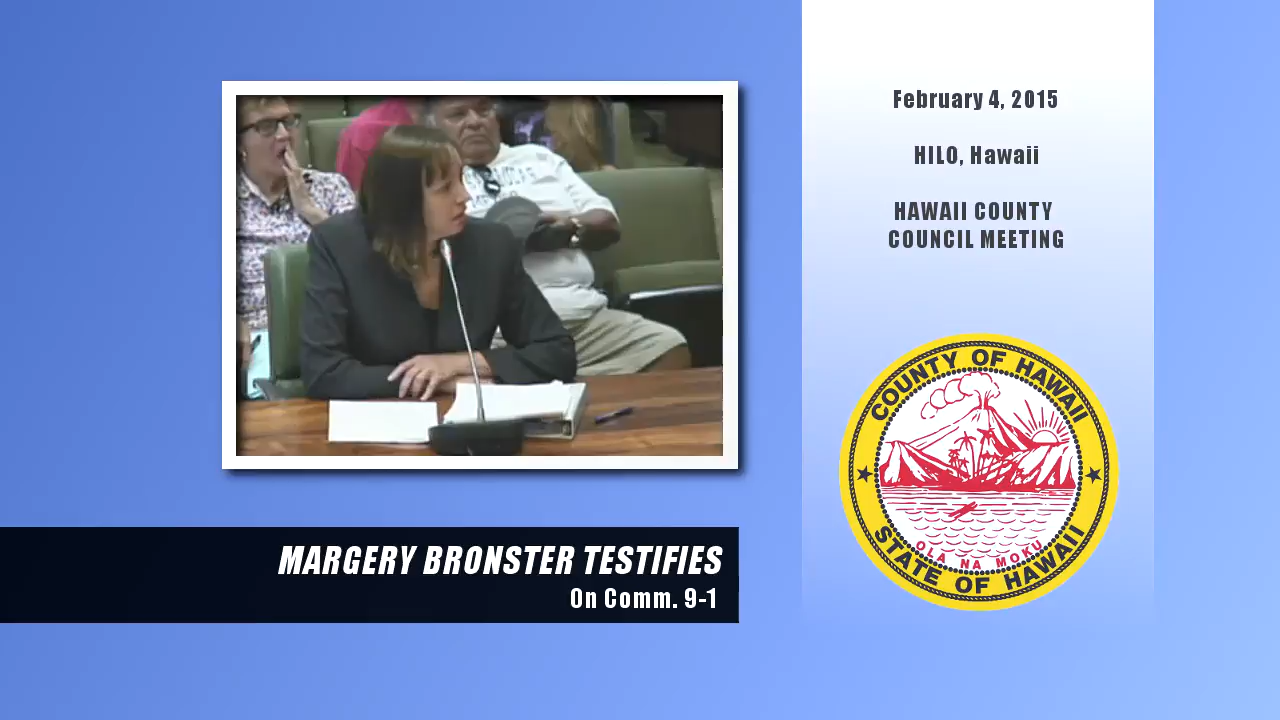 February 4, 2015
HILO, Hawaii
HAWAII COUNTY
COUNCIL MEETING
COUNTY OF HAWAII
OLA NA MOKU
STATE OF HAWAII
MARGERY BRONSTER TESTIFIES
On Comm. 9-1